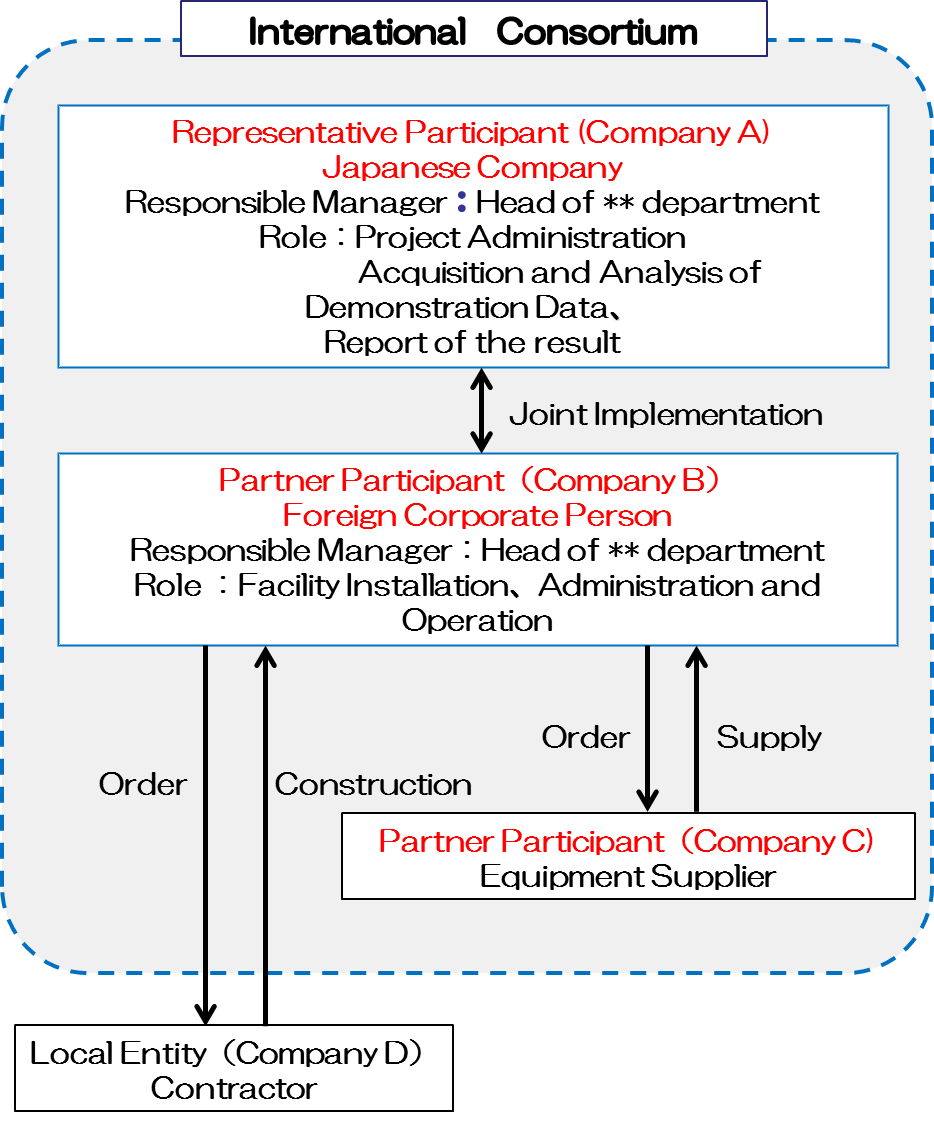 International Consortium
Representative Participant (Company A)
Japanese Company
Responsible Manager:Head of ** department
Role:Project Administration
Acquisition and Analysis of
Demonstration Data、
Report of the result
Joint Implementation
Partner Participant（Company B）
Foreign Corporate Person
Responsible Manager:Head of ** department
Role :Facility Installation、Administration and
Operation
Order
Supply
Order
Construction
Partner Participant（Company C)
Equipment Supplier
Local Entity（Company D）
Contractor